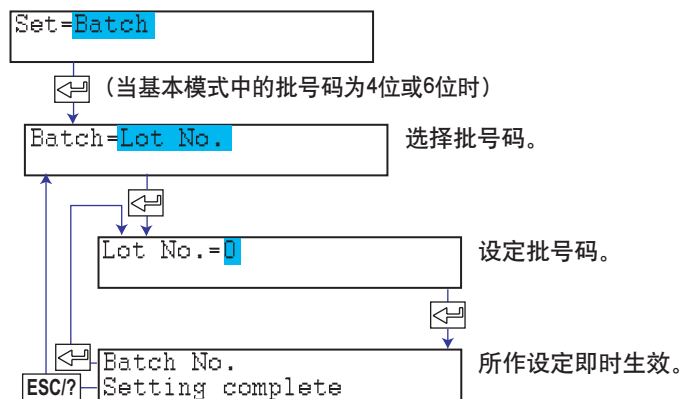 Set=Batch
(当基本模式中的批号码为4位或6位时)
Batch=Lot No.
选择批号码。
Lot No.=0
设定批号码。
Batch No.
所作设定即时生效。
ESC/?
Setting complete